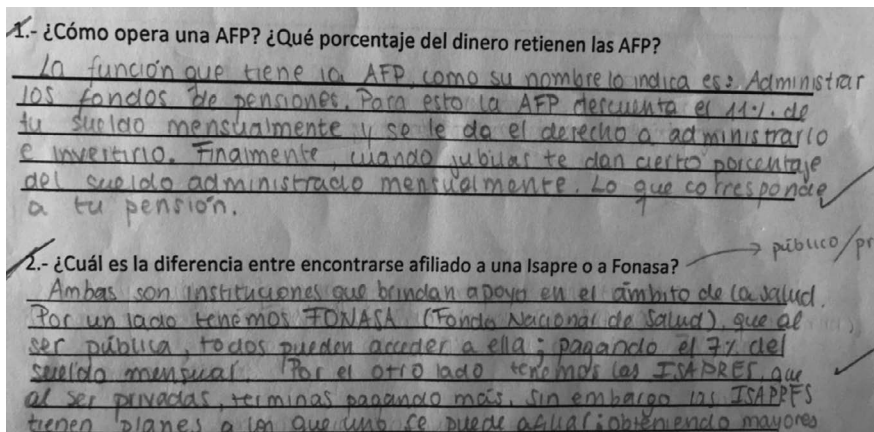 1.- ¿Cómo opera una AFP? ¿Qué porcentaje del dinero retienen las AFP?
La función que tiene la AFP, como su nombre lo indica es: Administrar
los fondos de pensiones. Para esto la AFP descuenta el 11%. de
tu sueldo mensualmente y se le da el derecho a administrarlo
e invertirlo. Finalmente, cuando jubilas te dan cierto porcentaje
del sueldo administrado mensualmente. Lo que corresponde
a tu pensión.
público/pr
2.- ¿Cuál es la diferencia entre encontrarse afiliado a una Isapre o a Fonasa?
Ambas son instituciones que brindan apoyo en el ámbito de la salud.
Por un lado tenemos FONASA (Fondo Nacional de Salud), que al
ser pública, todos pueden acceder a ella; pagando el 7% del
sueldo mensual. Por el otro lado tenemos las ISAPRES, que
al ser privadas, terminas pagando más, sin embargo las ISAPRES
tienen planes a los que uno se puede afiliar; obteniendo mayores